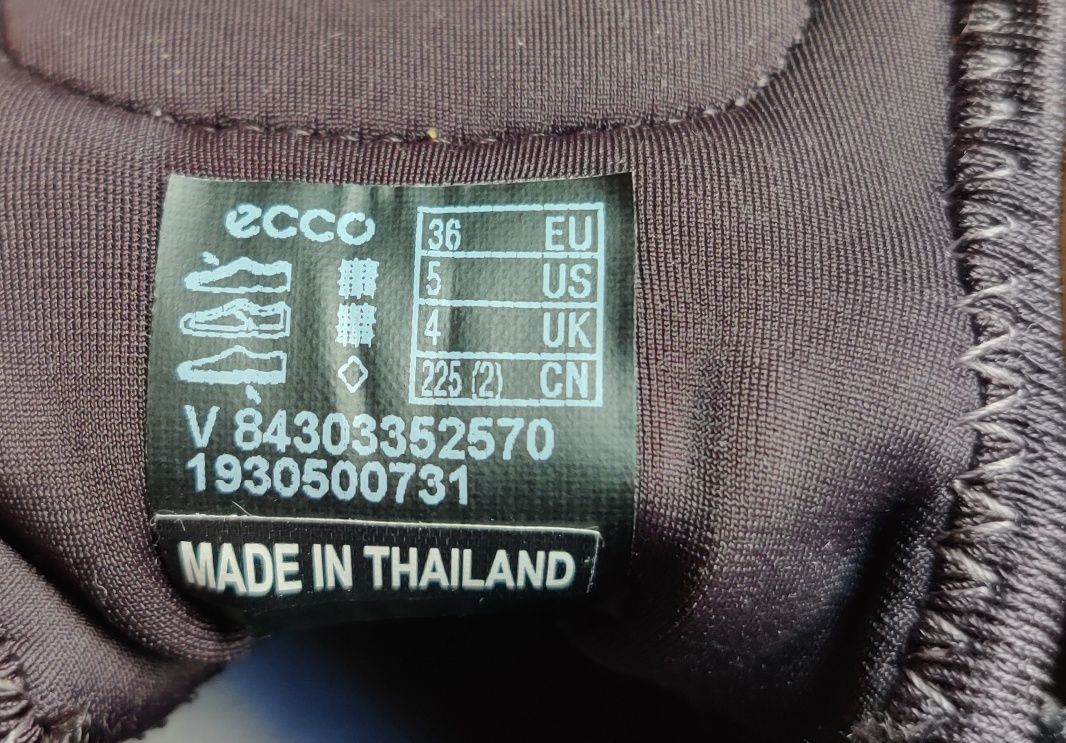 ecco
36 EU
5 US
4 UK
225 (2) CN
V 84303352570
1930500731
MADE IN THAILAND